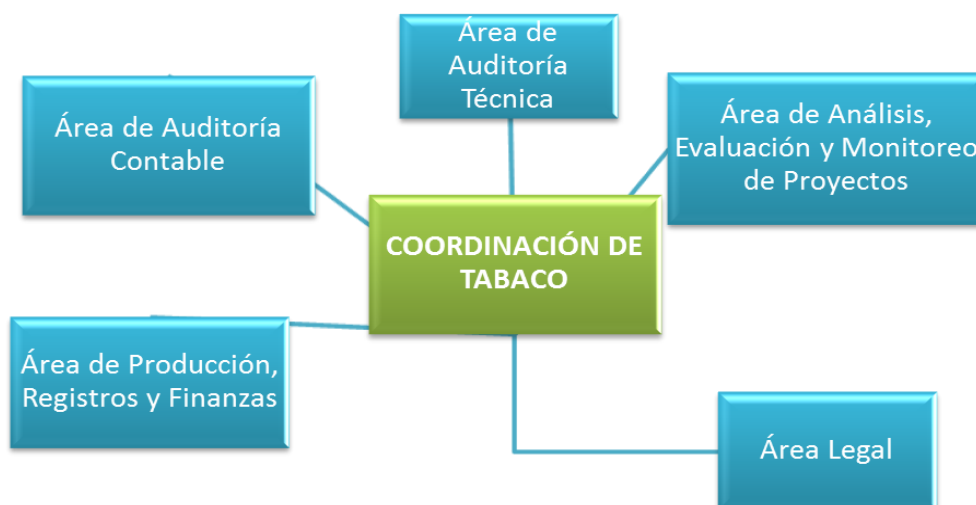 Área de
Auditoría
Técnica
Área de Auditoría
Contable
Área de Análisis,
Evaluación y Monitoreo
de Proyectos
COORDINACIÓN DE
TABACO
Área de Producción,
Registros y Finanzas
Área Legal